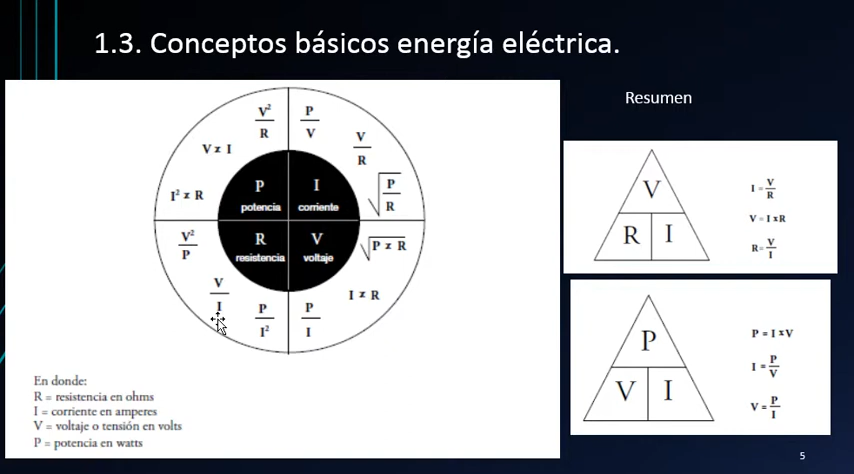 1.3. Conceptos básicos energía eléctrica.
Resumen
V²/R
P/V
V x I
V/R
I² x R
√(P/R)
P
potencia
I
corriente
R
resistencia
V
voltaje
V²/P
√(P x R)
V/I
I x R
P/I²
P/I
En donde:
R = resistencia en ohms
I = corriente en amperes
V = voltaje o tensión en volts
P = potencia en watts
V
R I
I = V/R
V = I x R
R = V/I
P
V I
P = I x V
I = P/V
V = P/I
5